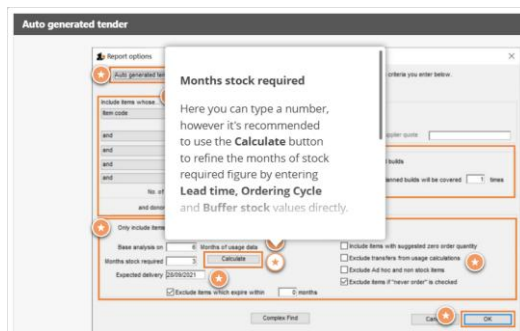 Auto generated tender
Report options
Auto generated ten
criteria you enter below.
Months stock required
Here you can type a number,
however it's recommended
to use the Calculate button
to refine the months of stock
required figure by entering
Lead time, Ordering Cycle
and Buffer stock values directly.
Include items whose...
Item code
and
and
and
and
No. of
and donor
pplier quote
builds
anned builds will be covered 1 times
Only include items
Base analysis on 6 Months of usage data
Months stock required 3 Calculate
Expected delivery 28/09/2021
Exclude items which expire within 0 months
Include items with suggested zero order quantity
Exclude transfers from usage calculations
Exclude Ad hoc and non stock items
Exclude items if "never order" is checked
Complex Find
Can
OK